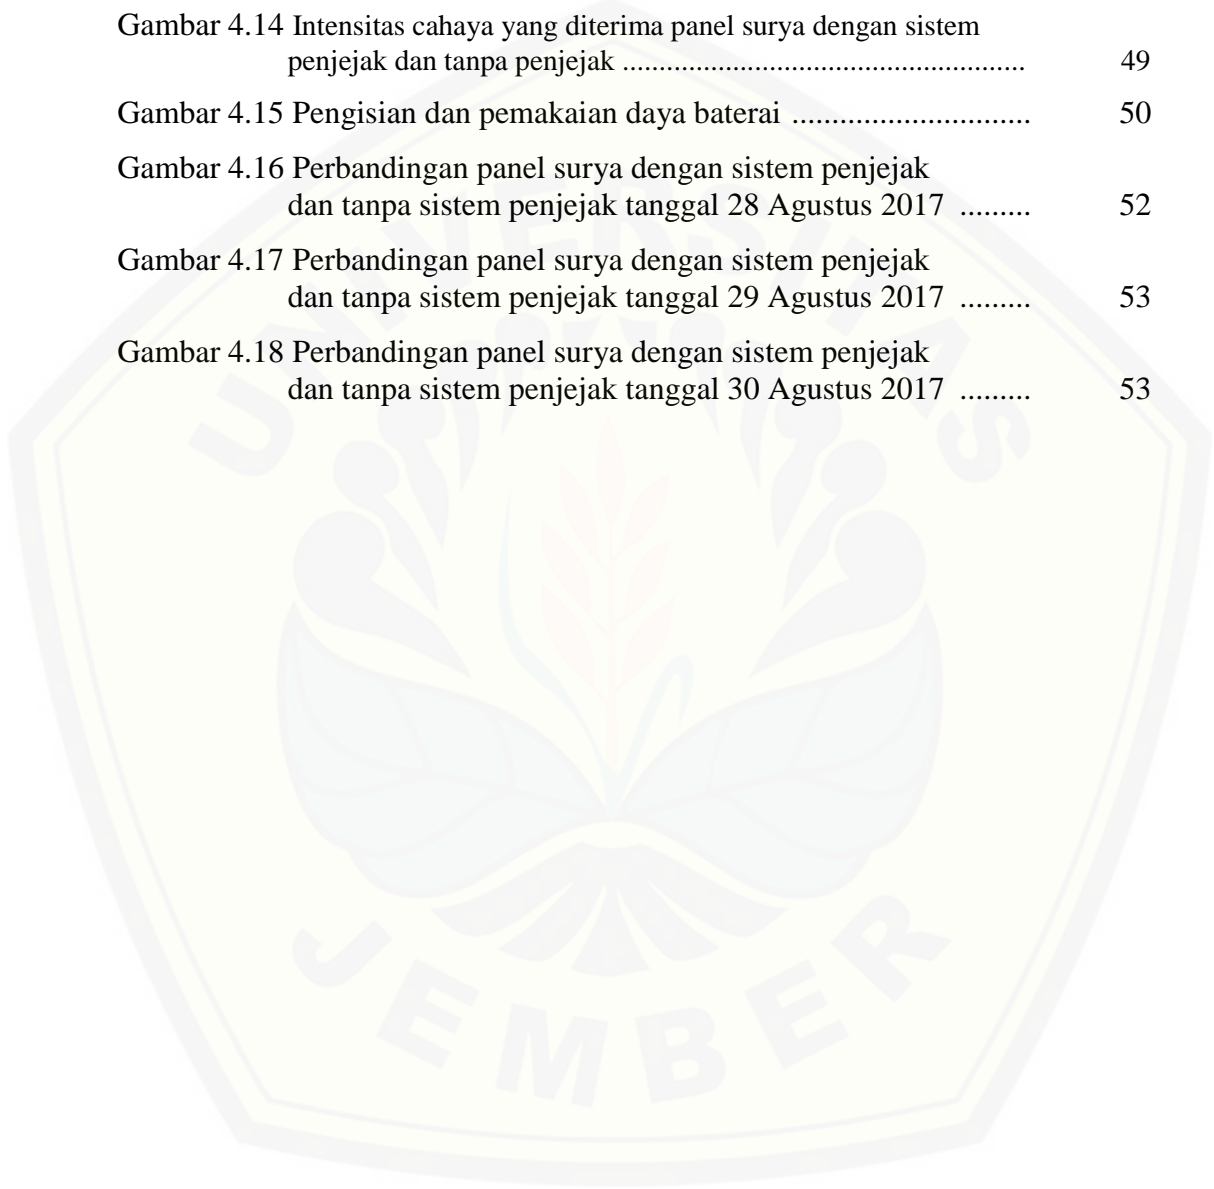 Gambar 4.14 Intensitas cahaya yang diterima panel surya dengan sistem
penjejak dan tanpa penjejak ...................................................... 49
Gambar 4.15 Pengisian dan pemakaian daya baterai .............................. 50
Gambar 4.16 Perbandingan panel surya dengan sistem penjejak
dan tanpa sistem penjejak tanggal 28 Agustus 2017 ......... 52
Gambar 4.17 Perbandingan panel surya dengan sistem penjejak
dan tanpa sistem penjejak tanggal 29 Agustus 2017 ......... 53
Gambar 4.18 Perbandingan panel surya dengan sistem penjejak
dan tanpa sistem penjejak tanggal 30 Agustus 2017 ......... 53
UNIVERSITAS
JEMBER